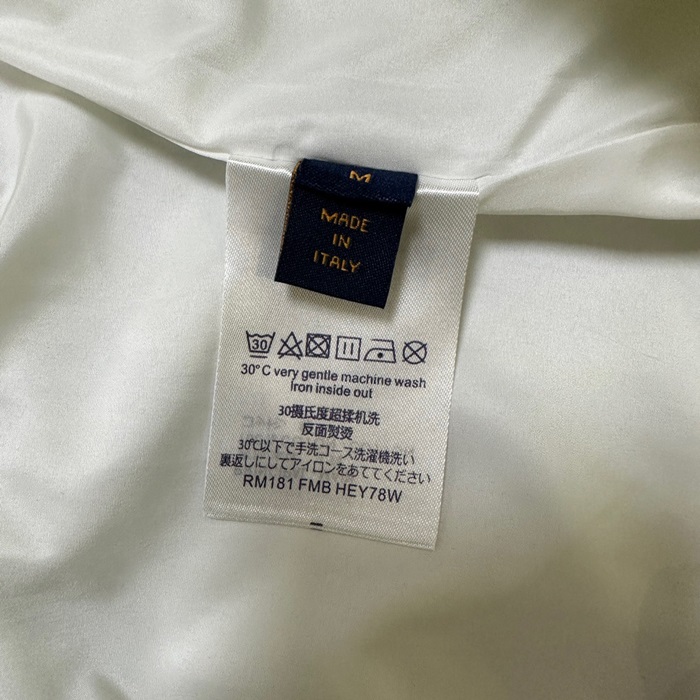 M
MADE
IN
ITALY
30
30°C very gentle machine wash
Iron inside out
30摄氏度超揉机洗
反面熨烫
30℃以下で手洗コース洗濯機洗い
裏返しにしてアイロンをあててください
RM181 FMB HEY78W